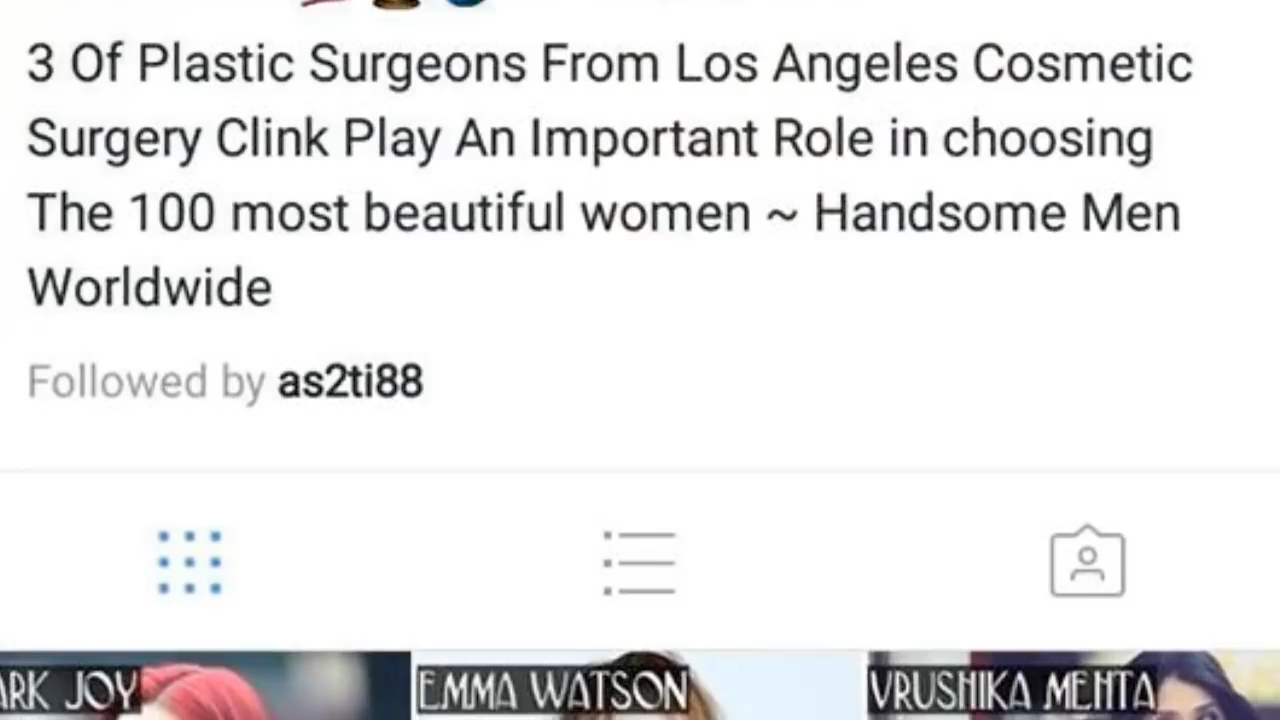 3 Of Plastic Surgeons From Los Angeles Cosmetic
Surgery Clink Play An Important Role in choosing
The 100 most beautiful women ~ Handsome Men
Worldwide
Followed by as2ti88
ARK JOY
EMMA WATSON
VRUSHIKA MEHTA